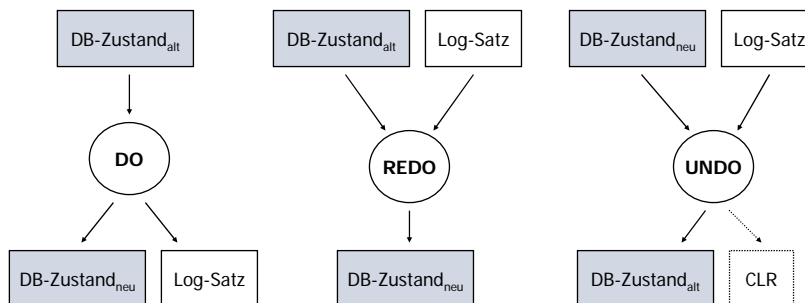 DB-Zustandalt
DB-Zustandalt
Log-Satz
DB-Zustandneu
Log-Satz
DO
REDO
UNDO
DB-Zustandneu
Log-Satz
DB-Zustandneu
DB-Zustandalt
CLR